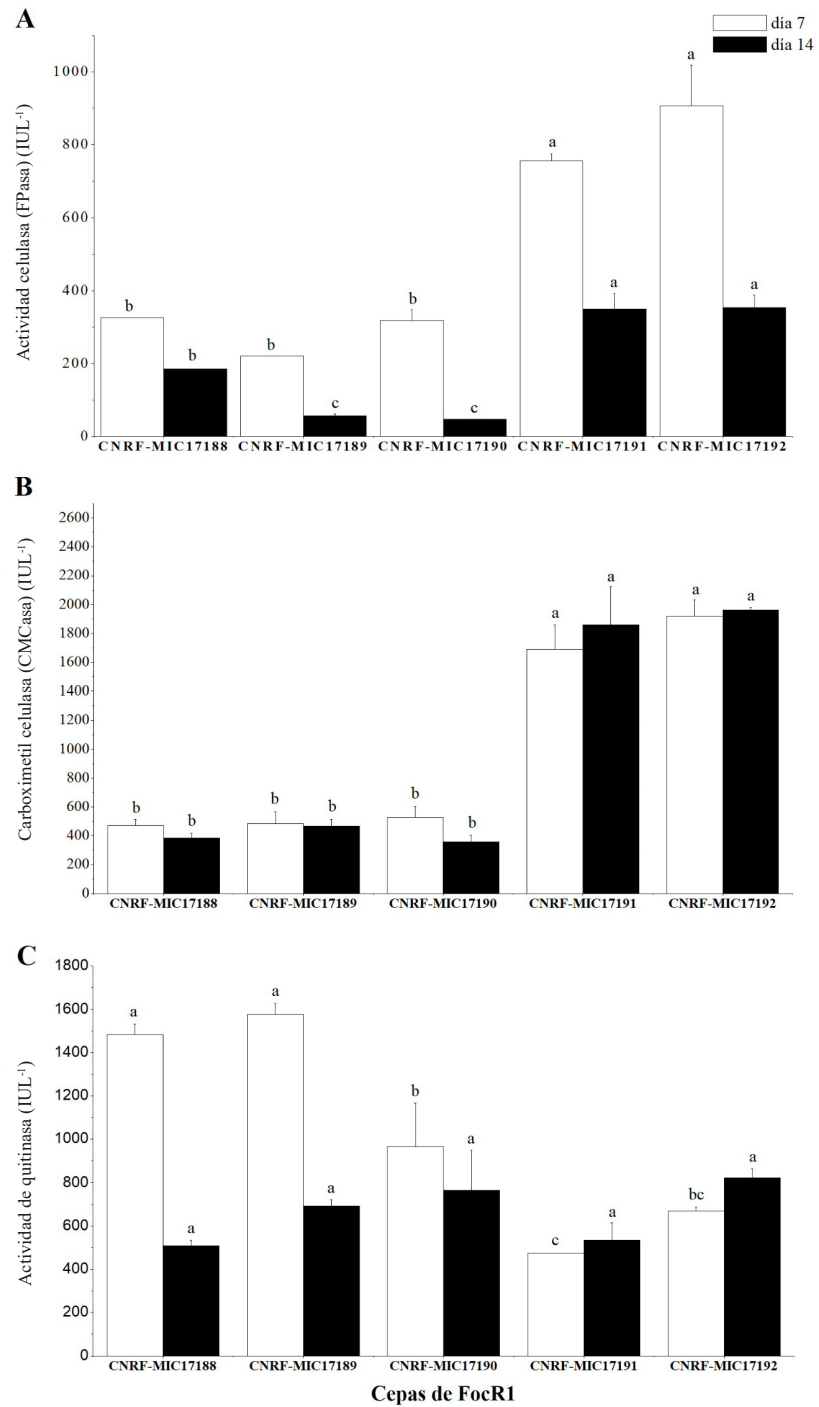 A
día 7
día 14
Actividad celulasa (FPasa) (IUL⁻¹)
1000
800
600
400
200
0
b
b
b
c
b
c
a
a
a
a
CNRF-MIC17188
CNRF-MIC17189
CNRF-MIC17190
CNRF-MIC17191
CNRF-MIC17192
B
Carboximetil celulasa (CMCasa) (IUL⁻¹)
2600
2400
2200
2000
1800
1600
1400
1200
1000
800
600
400
200
0
b
b
b
b
b
b
a
a
a
a
CNRF-MIC17188
CNRF-MIC17189
CNRF-MIC17190
CNRF-MIC17191
CNRF-MIC17192
C
Actividad de quitinasa (IUL⁻¹)
1800
1600
1400
1200
1000
800
600
400
200
0
a
a
a
a
b
a
c
a
bc
a
CNRF-MIC17188
CNRF-MIC17189
CNRF-MIC17190
CNRF-MIC17191
CNRF-MIC17192
Cepas de FocR1